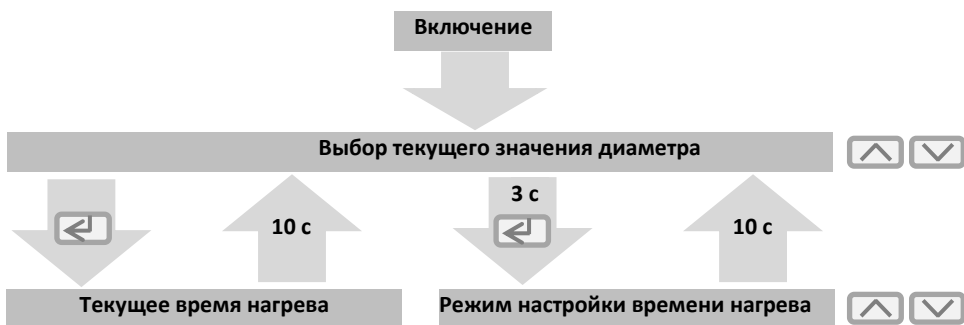 Включение
Выбор текущего значения диаметра
3 с
10 с
10 с
Текущее время нагрева
Режим настройки времени нагрева